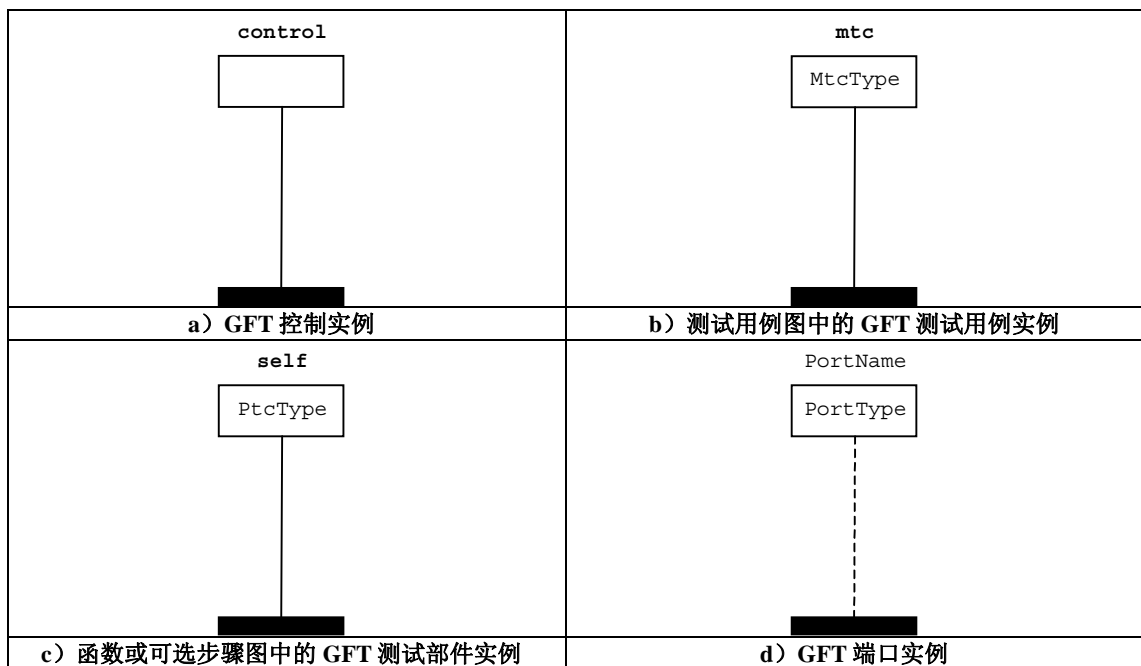 control
a）GFT 控制实例
mtc
MtcType
b）测试用例图中的 GFT 测试用例实例
self
PtcType
c）函数或可选步骤图中的 GFT 测试部件实例
PortName
PortType
d）GFT 端口实例